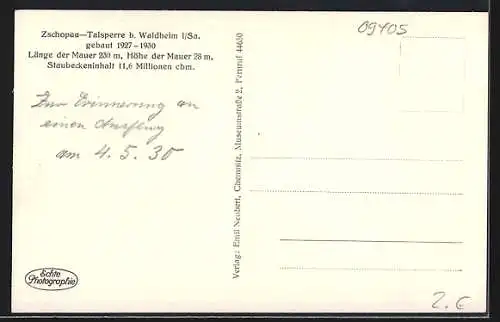 Zschopau—Talsperre b. Waldheim i/Sa.
gebaut 1927-1930
Länge der Mauer 230 m, Höhe der Mauer 28 m,
Staubeckeninhalt 11,6 Millionen cbm.
09405
Zur Erinnerung an
einen Ausflug
am 4.5.30
Verlag: Emil Neubert, Chemnitz, Museumstraße 2, Fernruf 44650
Echte
Photographie
2.€